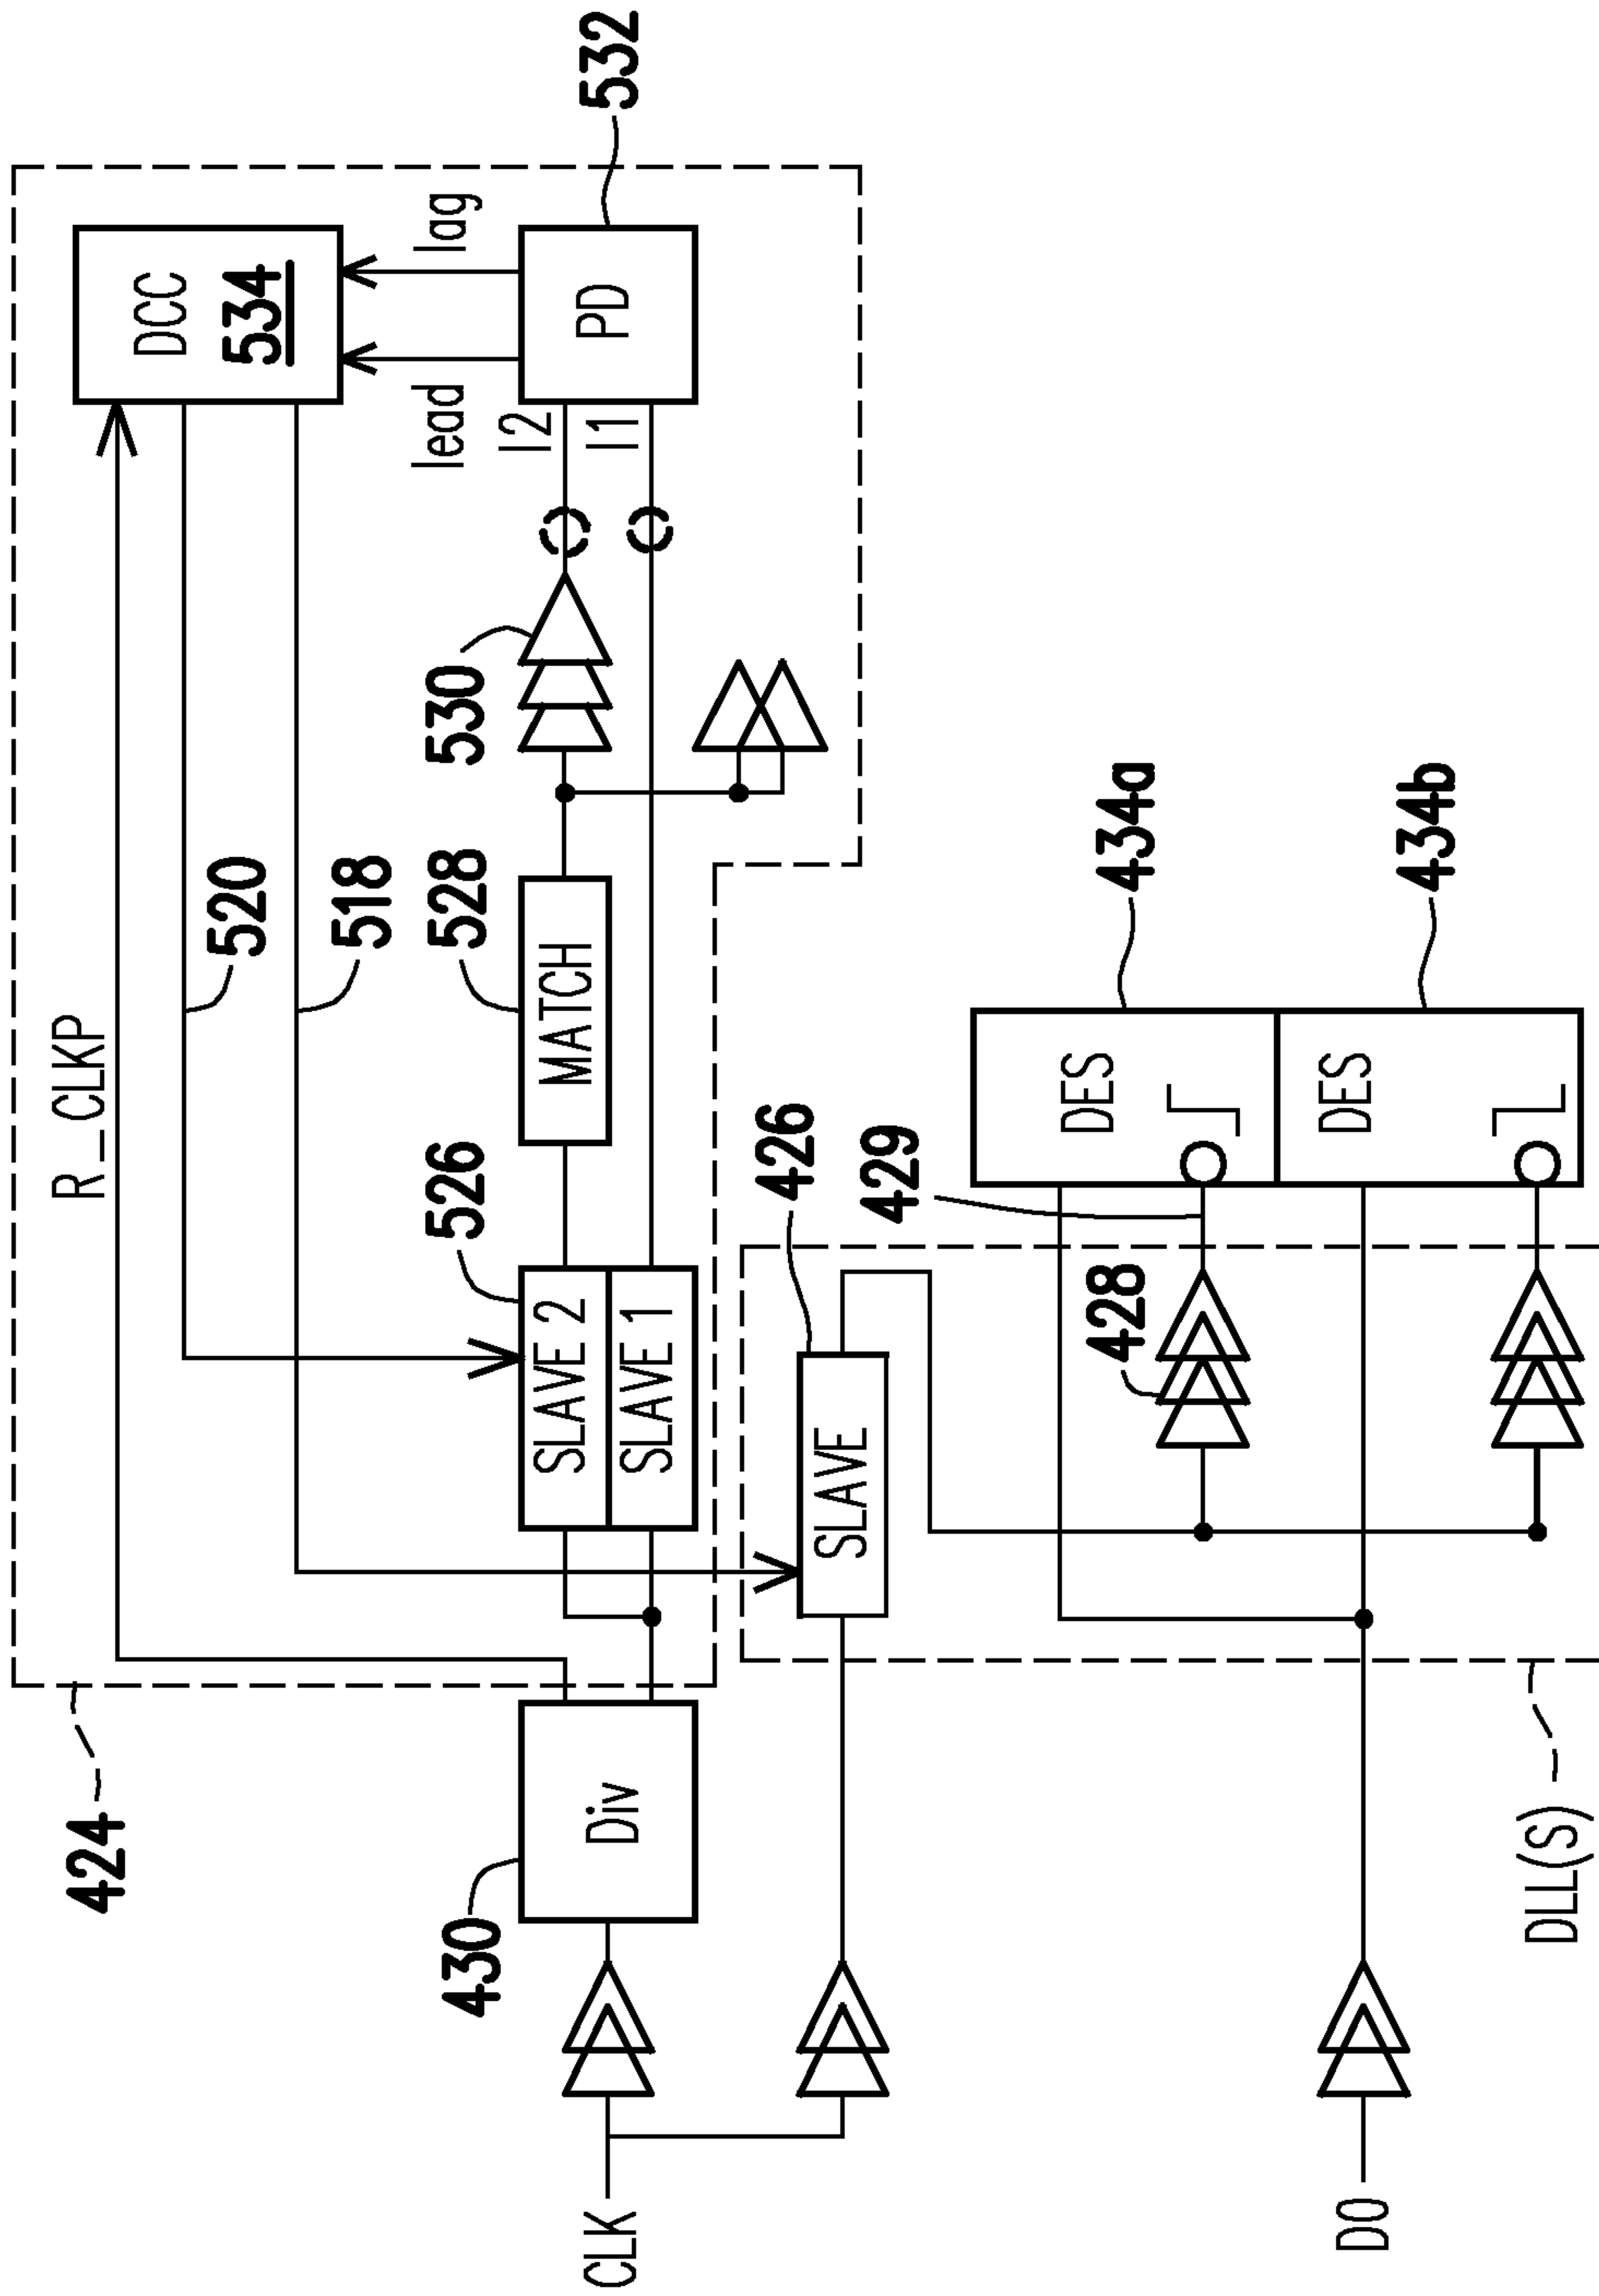 424
R_CLKP
DCC
534
520
518
lead
lag
430
526
528
530
I2
I1
532
CLK
Div
SLAVE 2
SLAVE 1
MATCH
PD
426
SLAVE
429
428
434a
DES
434b
DES
D0
DLL(S)